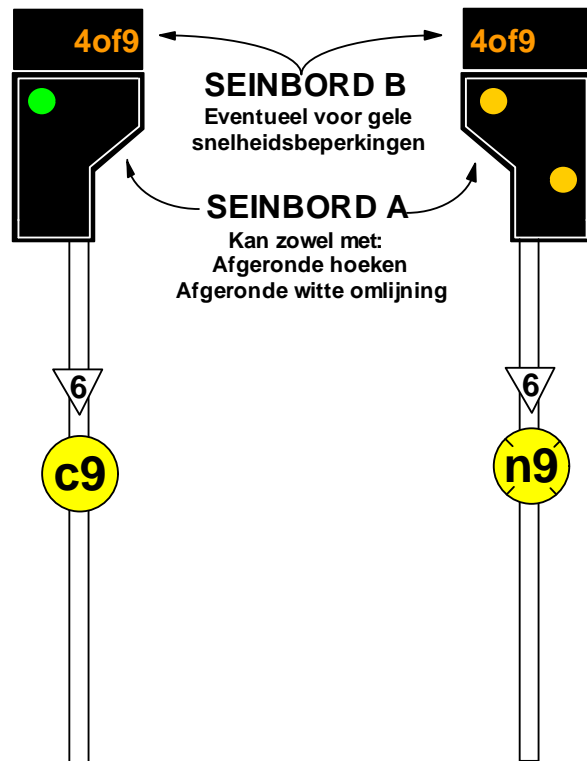 4of9
4of9
SEINBORD B
Eventueel voor gele
snelheidsbeperkingen
SEINBORD A
Kan zowel met:
Afgeronde hoeken
Afgeronde witte omlijning
6
6
c9
n9